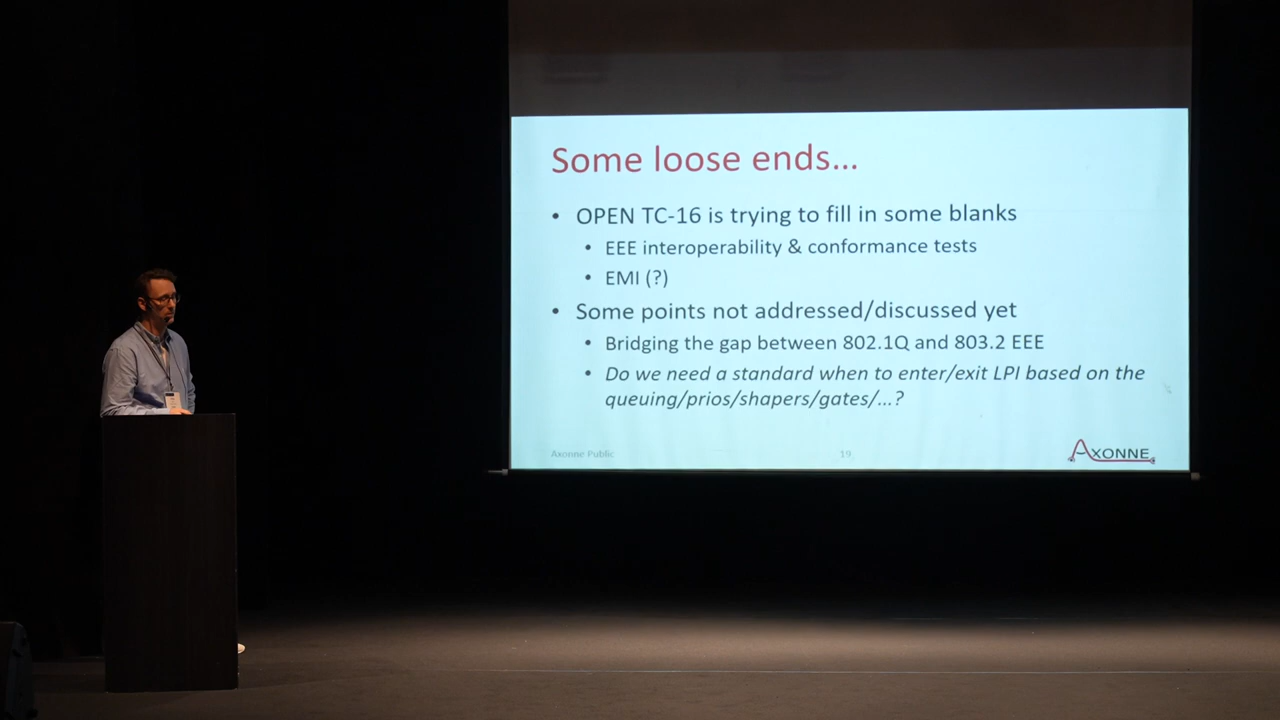 Some loose ends...
• OPEN TC-16 is trying to fill in some blanks
• EEE interoperability & conformance tests
• EMI (?)
• Some points not addressed/discussed yet
• Bridging the gap between 802.1Q and 803.2 EEE
• Do we need a standard when to enter/exit LPI based on the
queuing/prios/shapers/gates/...?
Axonne Public
19
AXONNE